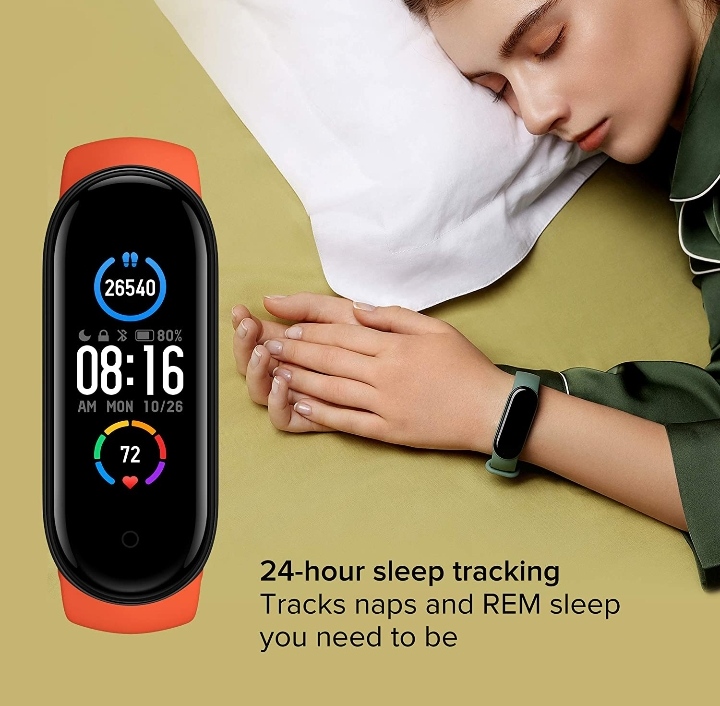 26540
80%
08:16
AM MON 10/26
72
24-hour sleep tracking
Tracks naps and REM sleep
you need to be